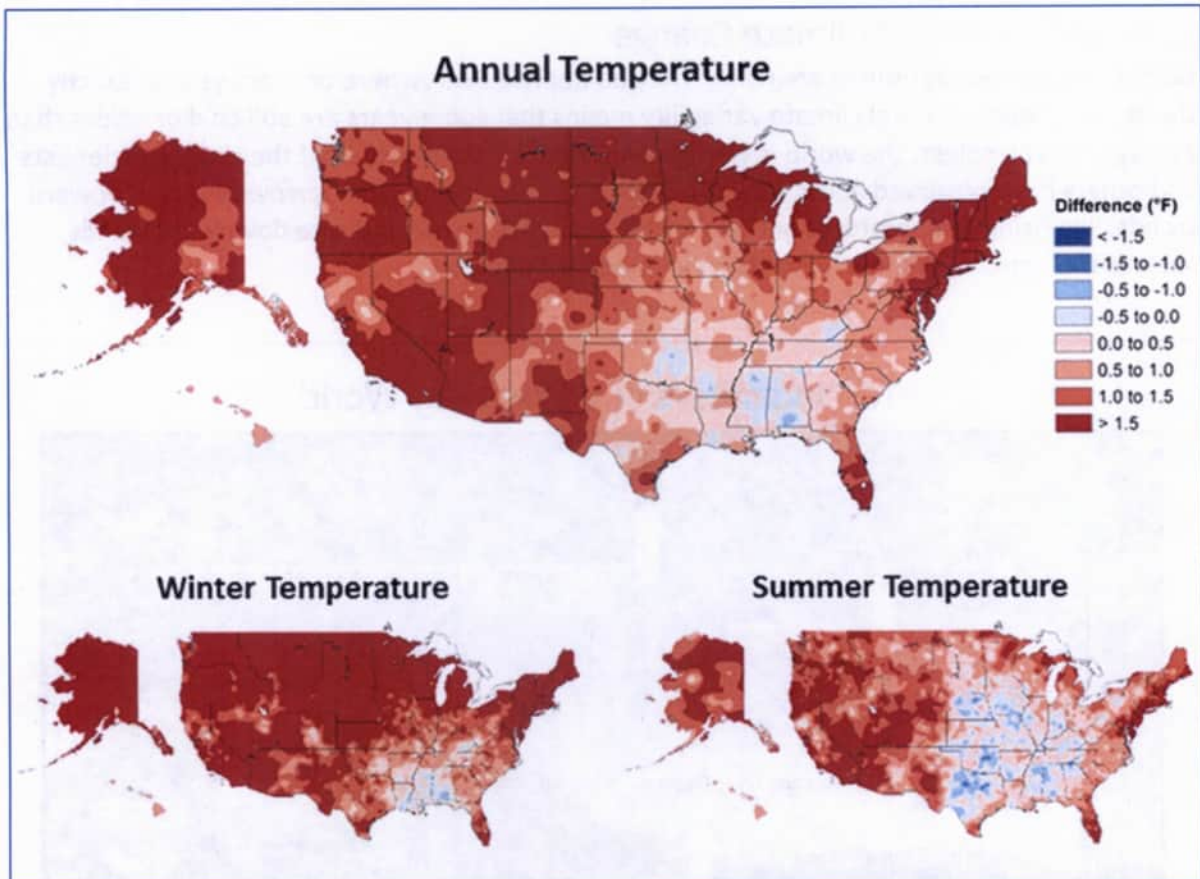 Annual Temperature
Difference (°F)
< -1.5
-1.5 to -1.0
-0.5 to -1.0
-0.5 to 0.0
0.0 to 0.5
0.5 to 1.0
1.0 to 1.5
> 1.5
Winter Temperature
Summer Temperature